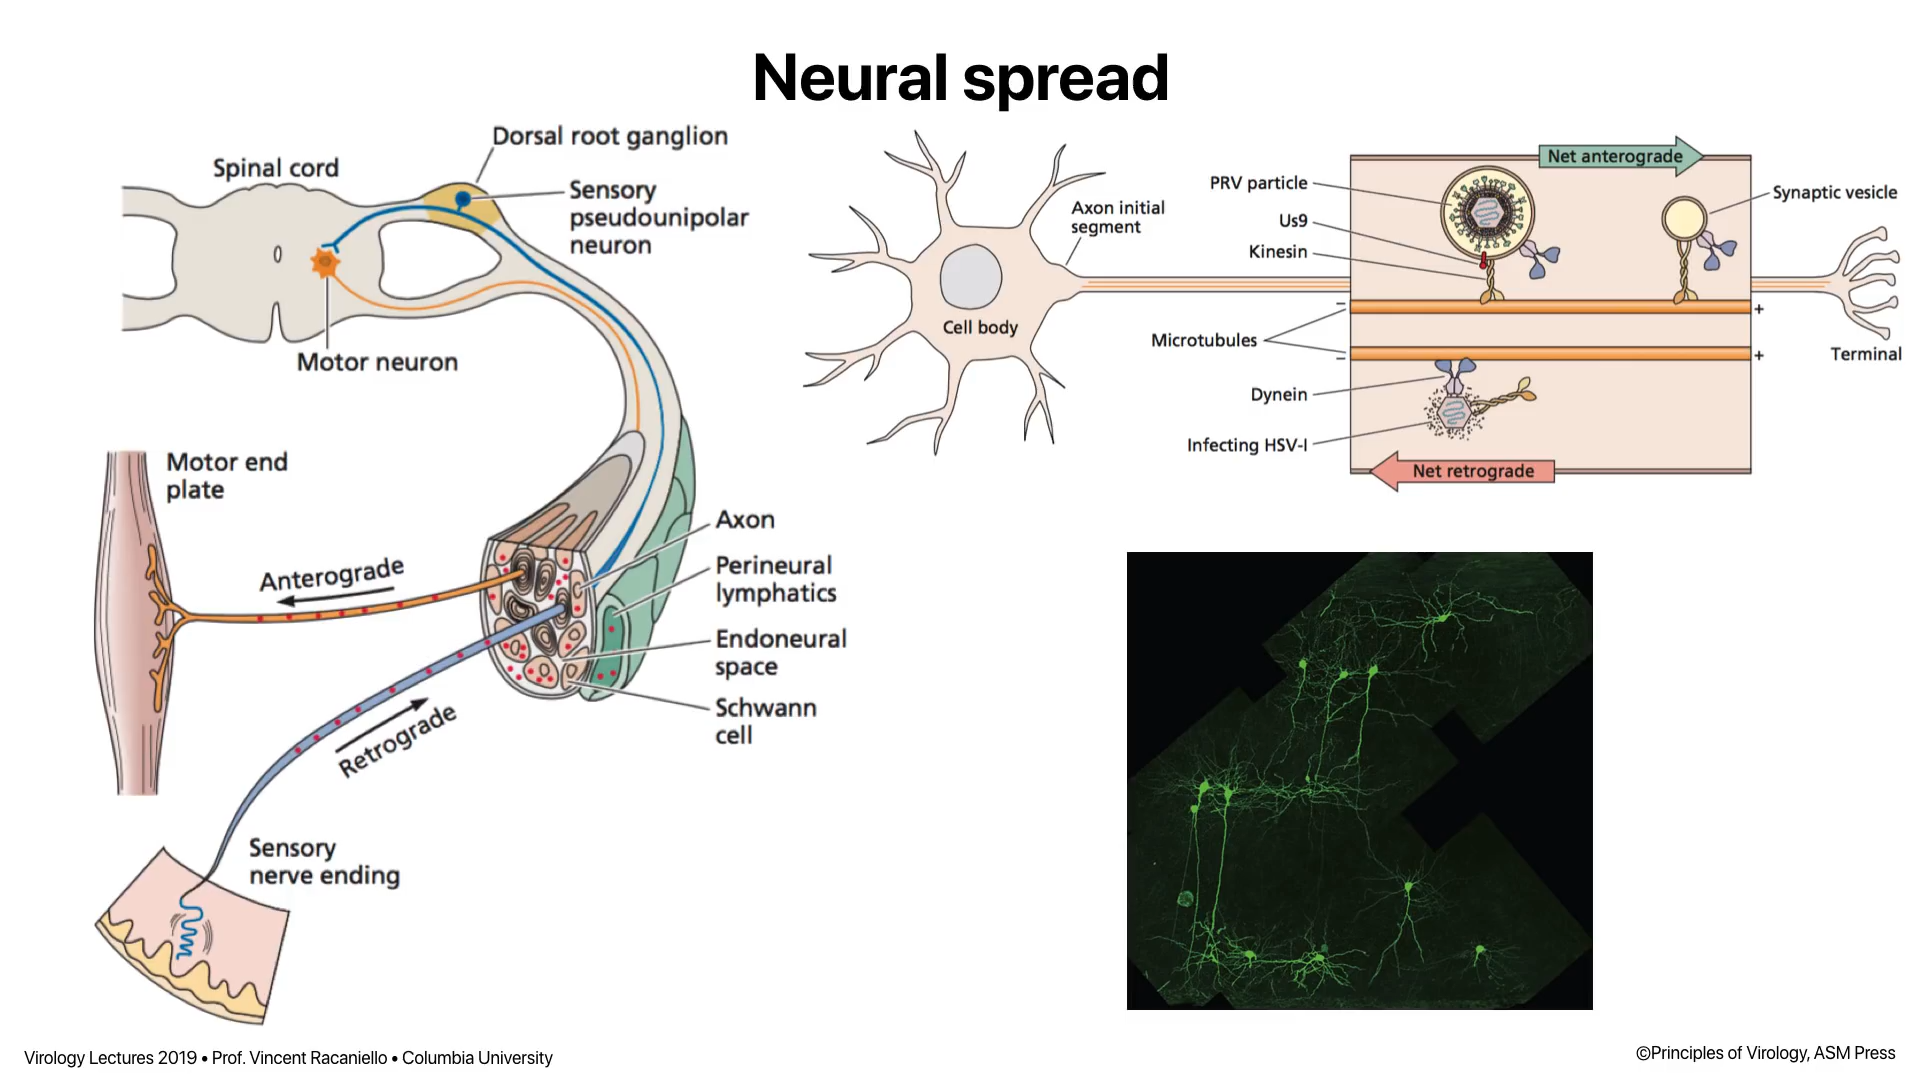 Neural spread
Dorsal root ganglion
Spinal cord
Sensory
pseudounipolar
neuron
Motor neuron
Motor end
plate
Anterograde
Retrograde
Axon
Perineural
lymphatics
Endoneural
space
Schwann
cell
Sensory
nerve ending
Axon initial
segment
Cell body
Net anterograde
PRV particle
Us9
Kinesin
Synaptic vesicle
− +
Microtubules
− +
Terminal
Dynein
Infecting HSV-I
Net retrograde
Virology Lectures 2019 • Prof. Vincent Racaniello • Columbia University
©Principles of Virology, ASM Press